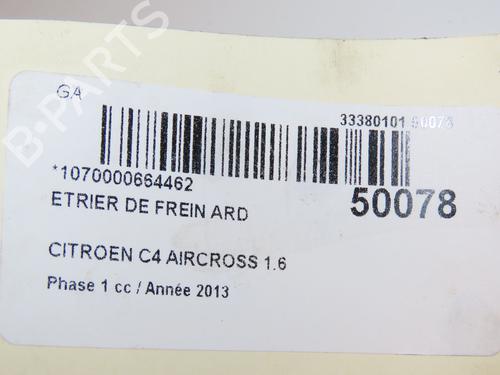 GA
33380101 50078
*1070000664462
50078
ETRIER DE FREIN ARD
CITROEN C4 AIRCROSS 1.6
Phase 1 cc / Année 2013
B-PARTS